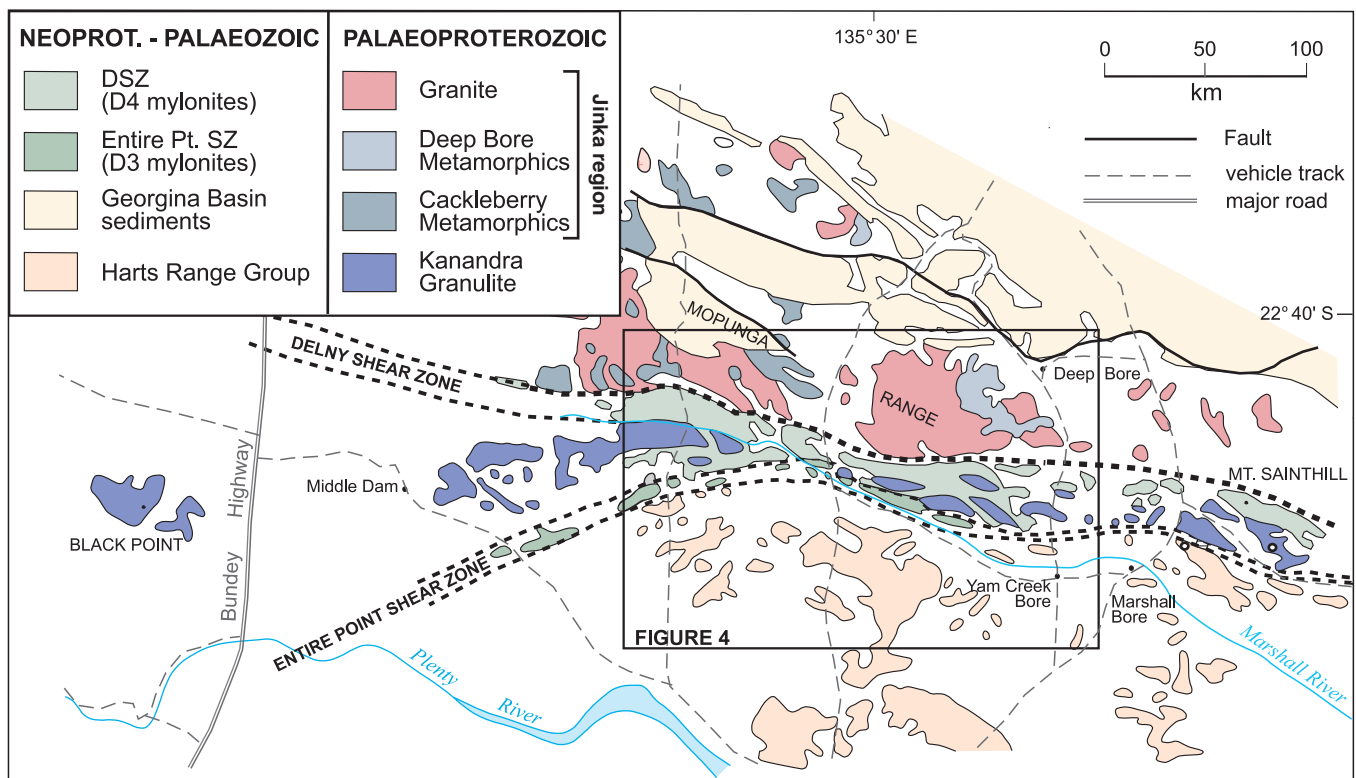 NEOPROT. - PALAEOZOIC
DSZ
(D4 mylonites)
Entire Pt. SZ
(D3 mylonites)
Georgina Basin
sediments
Harts Range Group
PALAEOPROTEROZOIC
Granite
Deep Bore
Metamorphics
Cackleberry
Metamorphics
Jinka region
Kanandra
Granulite
135°30' E
0 50 100
km
Fault
vehicle track
major road
22°40' S
MOPUNGA
DELNY SHEAR ZONE
Deep Bore
RANGE
MT. SAINTHILL
Middle Dam
BLACK POINT
Bundey Highway
ENTIRE POINT SHEAR ZONE
Yam Creek
Bore
Marshall
Bore
FIGURE 4
Plenty
River
Marshall River